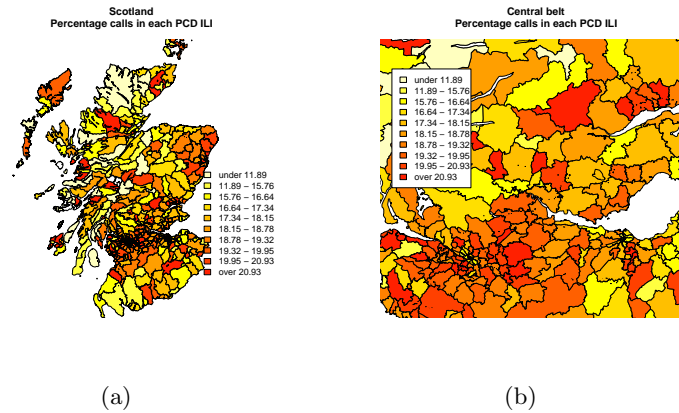 Scotland
Percentage calls in each PCD ILI
under 11.89
11.89 − 15.76
15.76 − 16.64
16.64 − 17.34
17.34 − 18.15
18.15 − 18.78
18.78 − 19.32
19.32 − 19.95
19.95 − 20.93
over 20.93
(a)
Central belt
Percentage calls in each PCD ILI
under 11.89
11.89 − 15.76
15.76 − 16.64
16.64 − 17.34
17.34 − 18.15
18.15 − 18.78
18.78 − 19.32
19.32 − 19.95
19.95 − 20.93
over 20.93
(b)